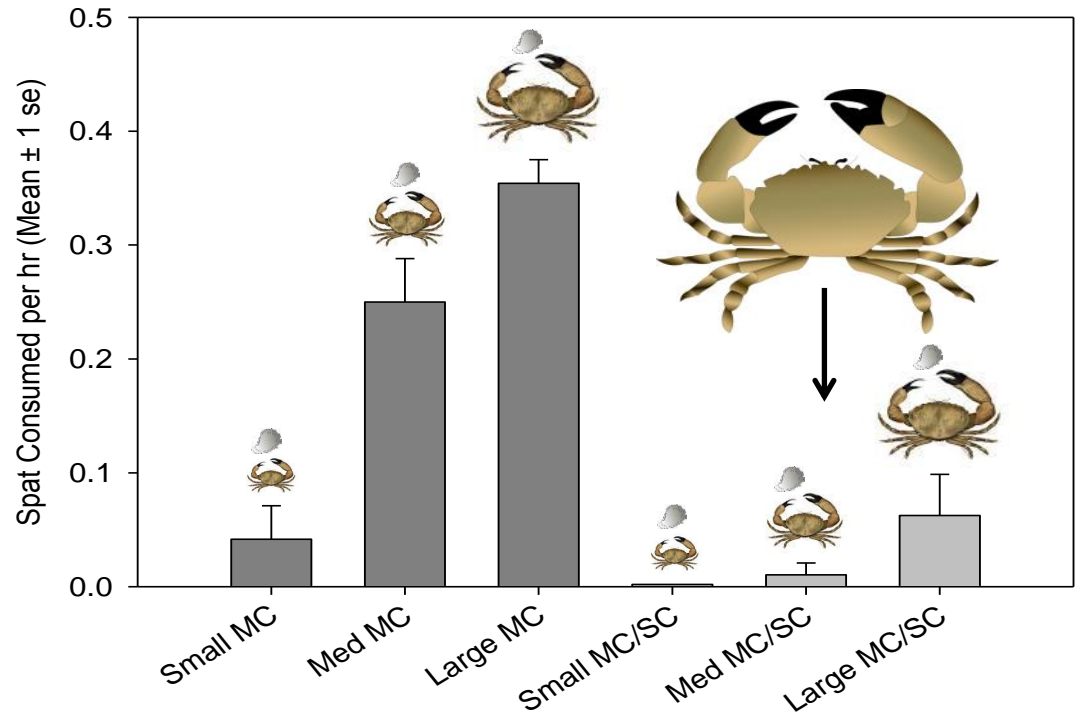 Spat Consumed per hr (Mean ± 1 se)
0.5
0.4
0.3
0.2
0.1
0.0
Small MC
Med MC
Large MC
Small MC/SC
Med MC/SC
Large MC/SC